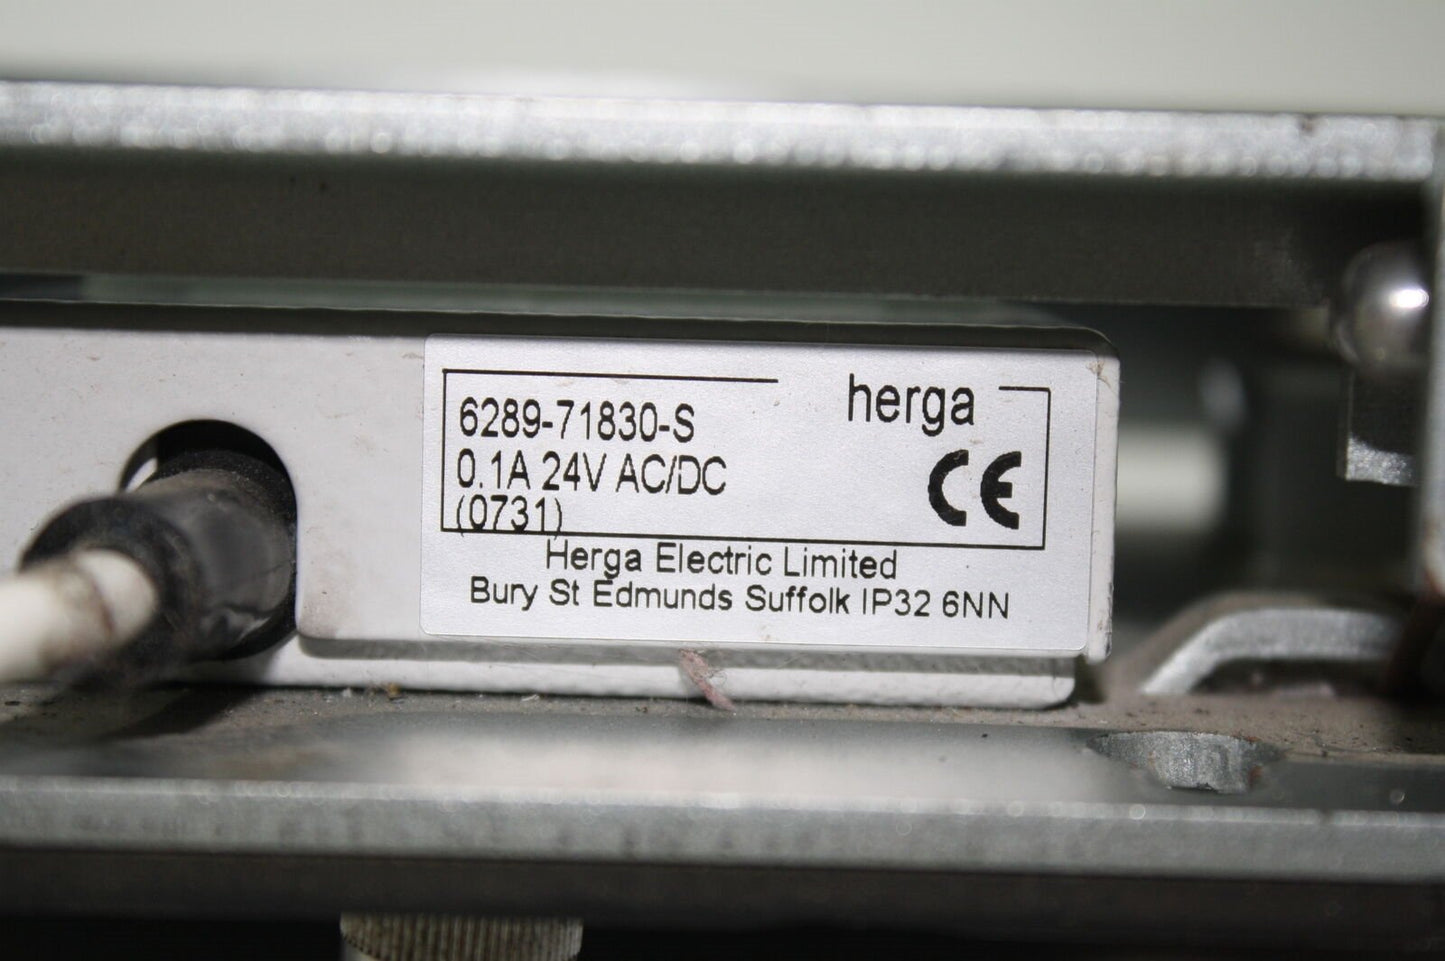 herga
6289-71830-S
0.1A 24V AC/DC
(0731)
CE
Herga Electric Limited
Bury St Edmunds Suffolk IP32 6NN